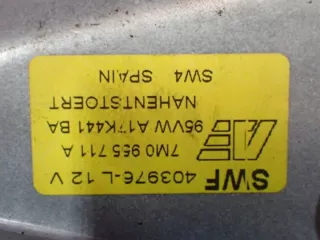 SWF 403976-L 12 V
7M0 955 711 A
95VW A17K441 BA
NAHENTSTOERT
SW4 SPAIN